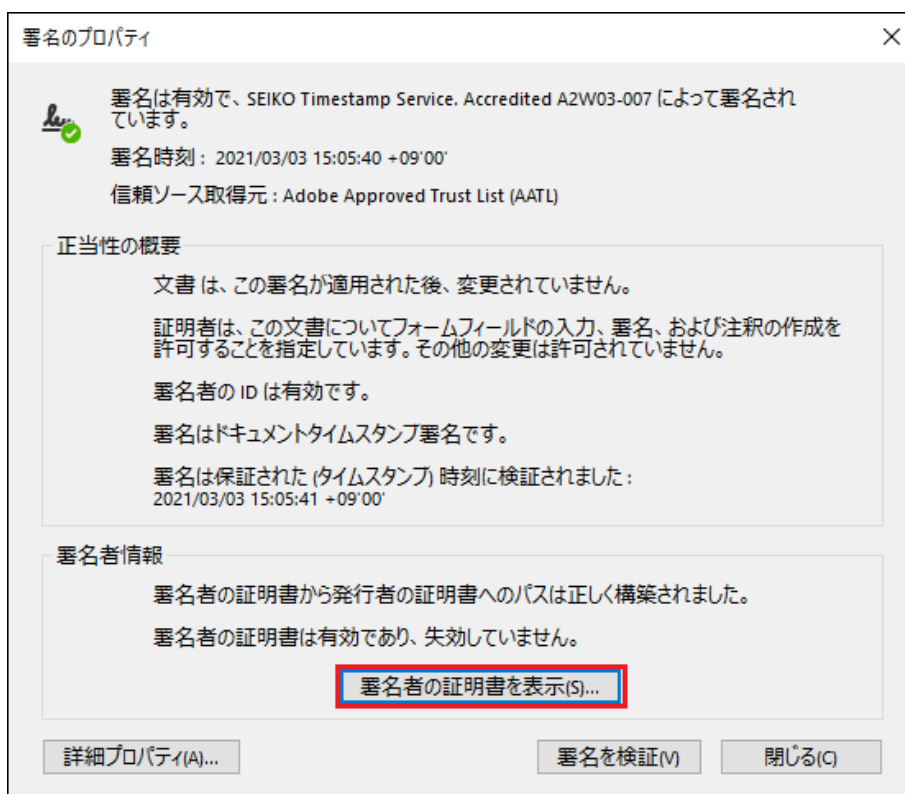 署名のプロパティ
署名は有効で、SEIKO Timestamp Service. Accredited A2W03-007 によって署名され
ています。
署名時刻 : 2021/03/03 15:05:40 +09'00'
信頼ソース取得元 : Adobe Approved Trust List (AATL)
正当性の概要
文書 は、この署名が適用された後、変更されていません。
証明者は、この文書についてフォームフィールドの入力、署名、および注釈の作成を
許可することを指定しています。その他の変更は許可されていません。
署名者の ID は有効です。
署名はドキュメントタイムスタンプ署名です。
署名は保証された (タイムスタンプ) 時刻に検証されました :
2021/03/03 15:05:41 +09'00'
署名者情報
署名者の証明書から発行者の証明書へのパスは正しく構築されました。
署名者の証明書は有効であり、失効していません。
署名者の証明書を表示(S)...
詳細プロパティ(A)... 署名を検証(V) 閉じる(C)